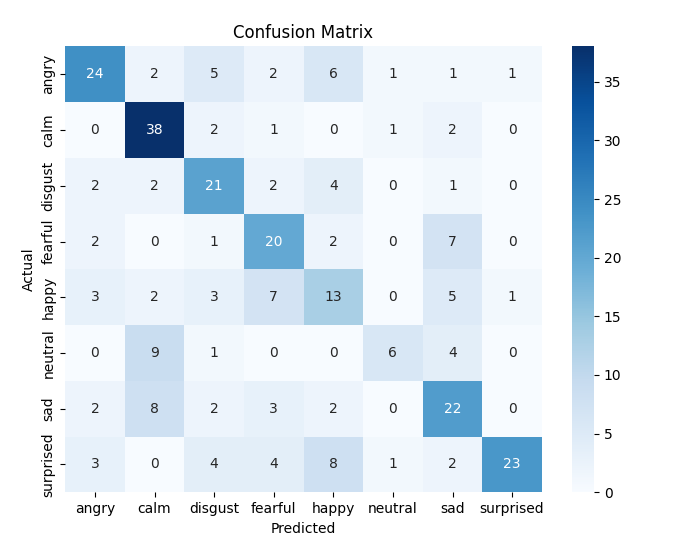 Confusion Matrix
angry 24 2 5 2 6 1 1 1
calm 0 38 2 1 0 1 2 0
disgust 2 2 21 2 4 0 1 0
fearful 2 0 1 20 2 0 7 0
happy 3 2 3 7 13 0 5 1
neutral 0 9 1 0 0 6 4 0
sad 2 8 2 3 2 0 22 0
surprised 3 0 4 4 8 1 2 23
angry calm disgust fearful happy neutral sad surprised
Predicted
Actual
35
30
25
20
15
10
5
0